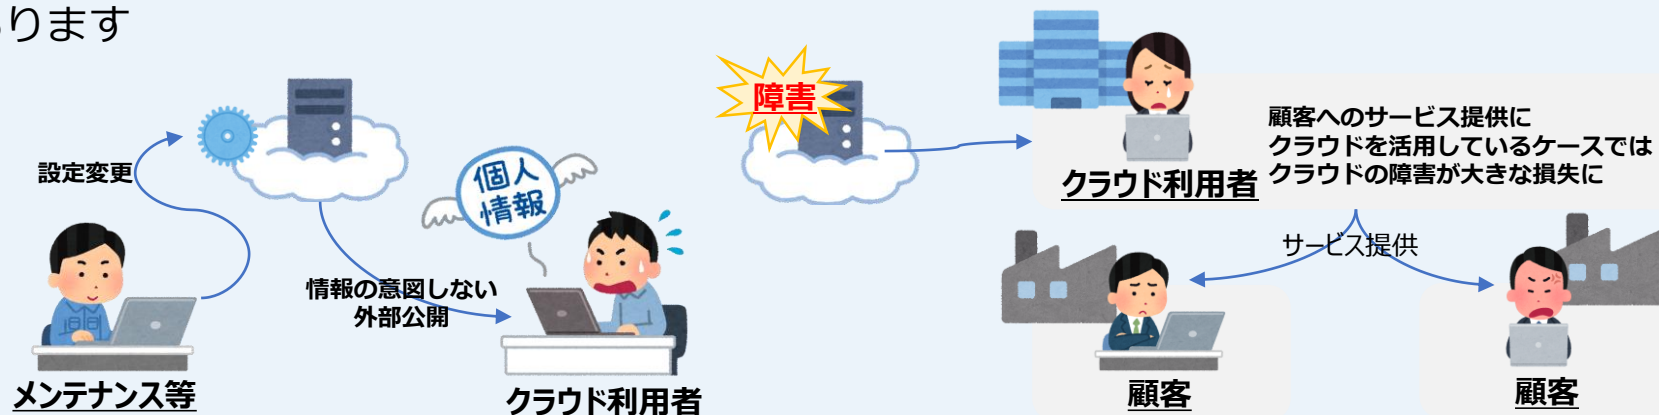 ります
設定変更
個人
情報
情報の意図しない
外部公開
メンテナンス等
クラウド利用者
障害
クラウド利用者
顧客へのサービス提供に
クラウドを活用しているケースでは
クラウドの障害が大きな損失に
サービス提供
顧客
顧客